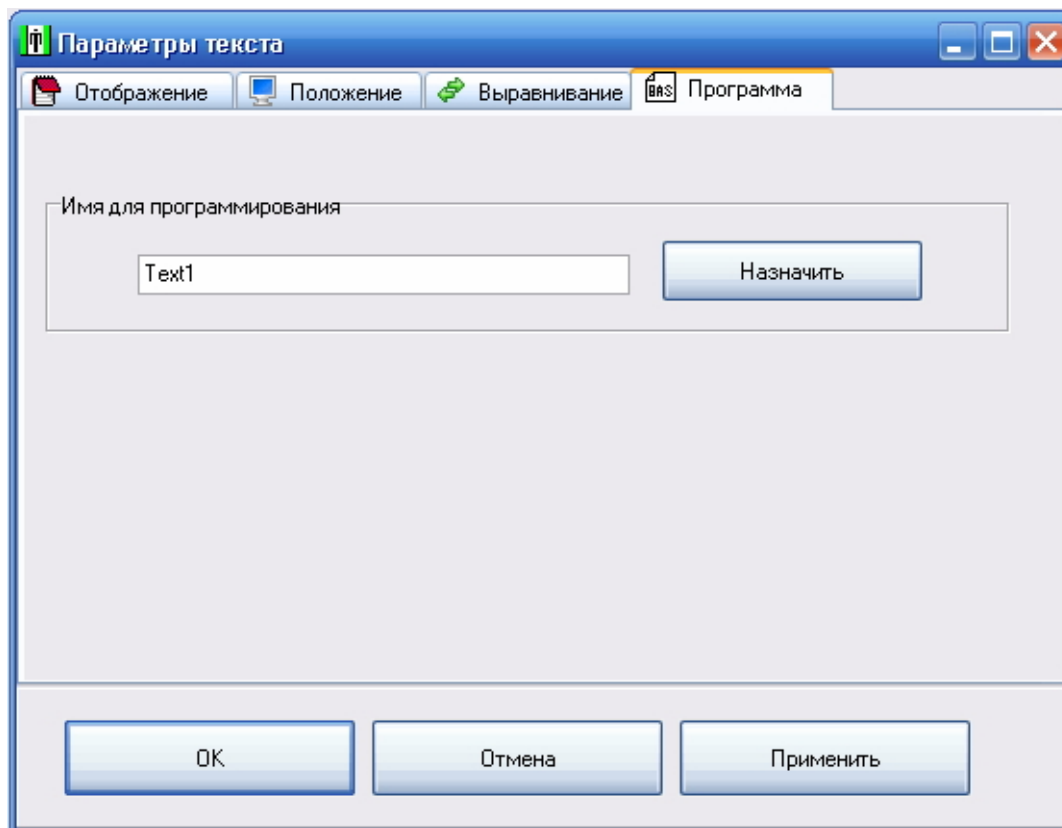 Параметры текста
Отображение Положение Выравнивание BAS Программа
Имя для программирования
Text1 Назначить
OK Отмена Применить